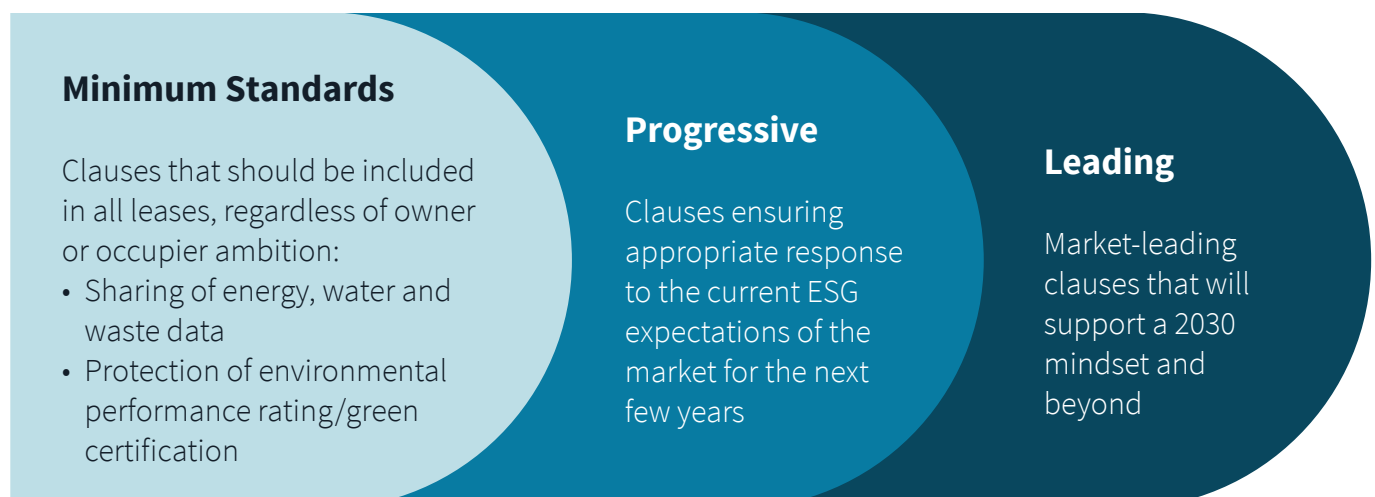 Minimum Standards
Clauses that should be included
in all leases, regardless of owner
or occupier ambition:
• Sharing of energy, water and
waste data
• Protection of environmental
performance rating/green
certification
Progressive
Clauses ensuring
appropriate response
to the current ESG
expectations of the
market for the next
few years
Leading
Market-leading
clauses that will
support a 2030
mindset and
beyond